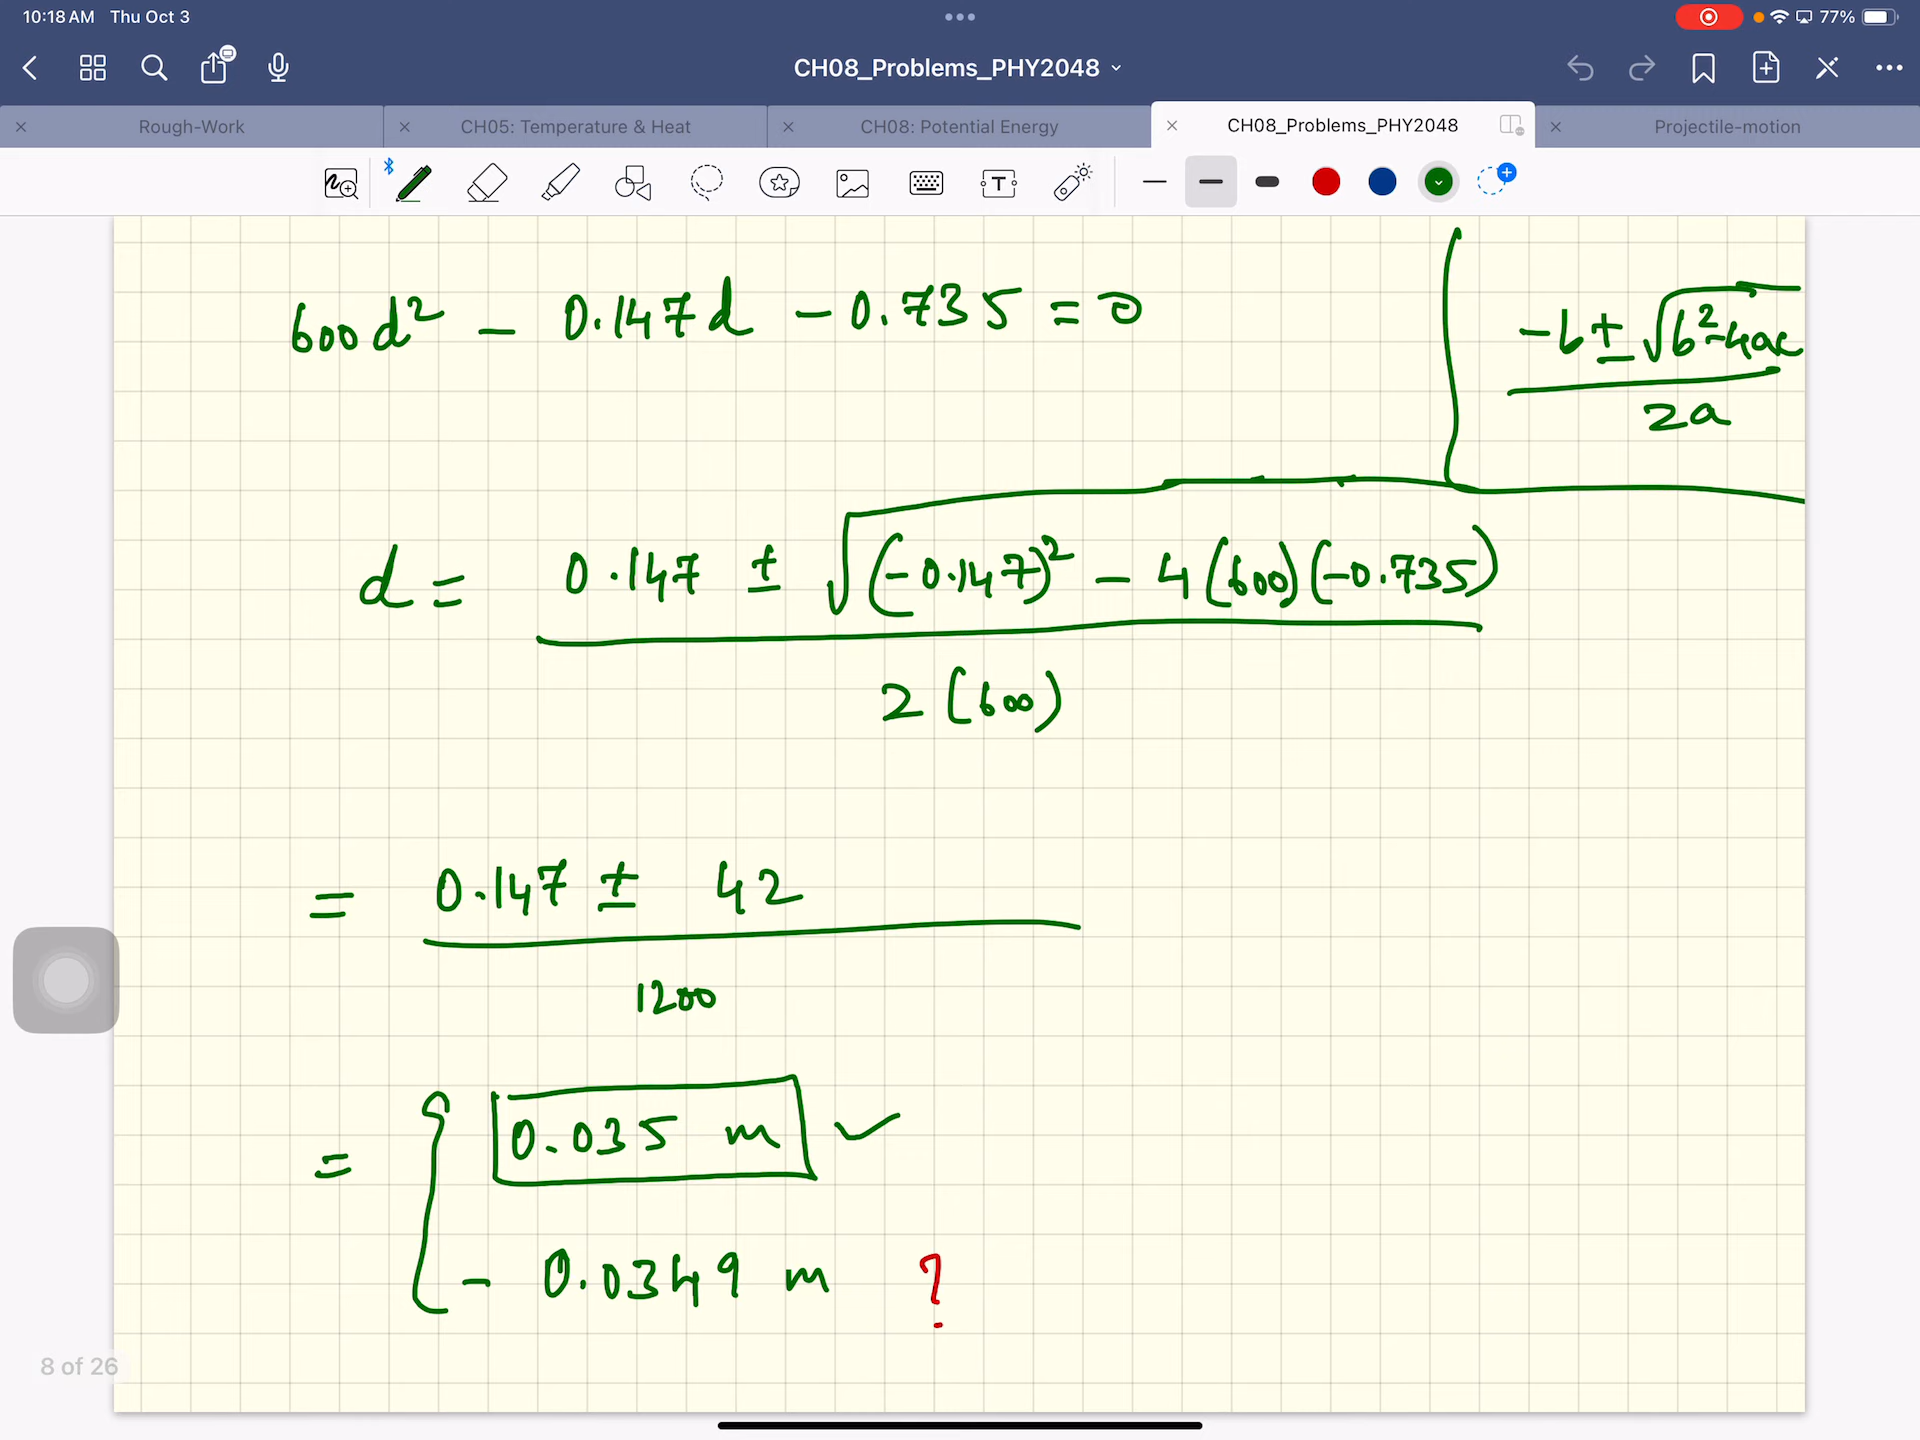 10:18 AM Thu Oct 3
77%
CH08_Problems_PHY2048
Rough-Work
CH05: Temperature & Heat
CH08: Potential Energy
CH08_Problems_PHY2048
Projectile-motion
T
600d² - 0.147d - 0.735 = 0
-b ± √b²-4ac
2a
d = 0.147 ± √(-0.147)² - 4(600)(-0.735)
2(600)
= 0.147 ± 42
1200
= { 0.035 m ✓
- 0.0349 m ?
8 of 26